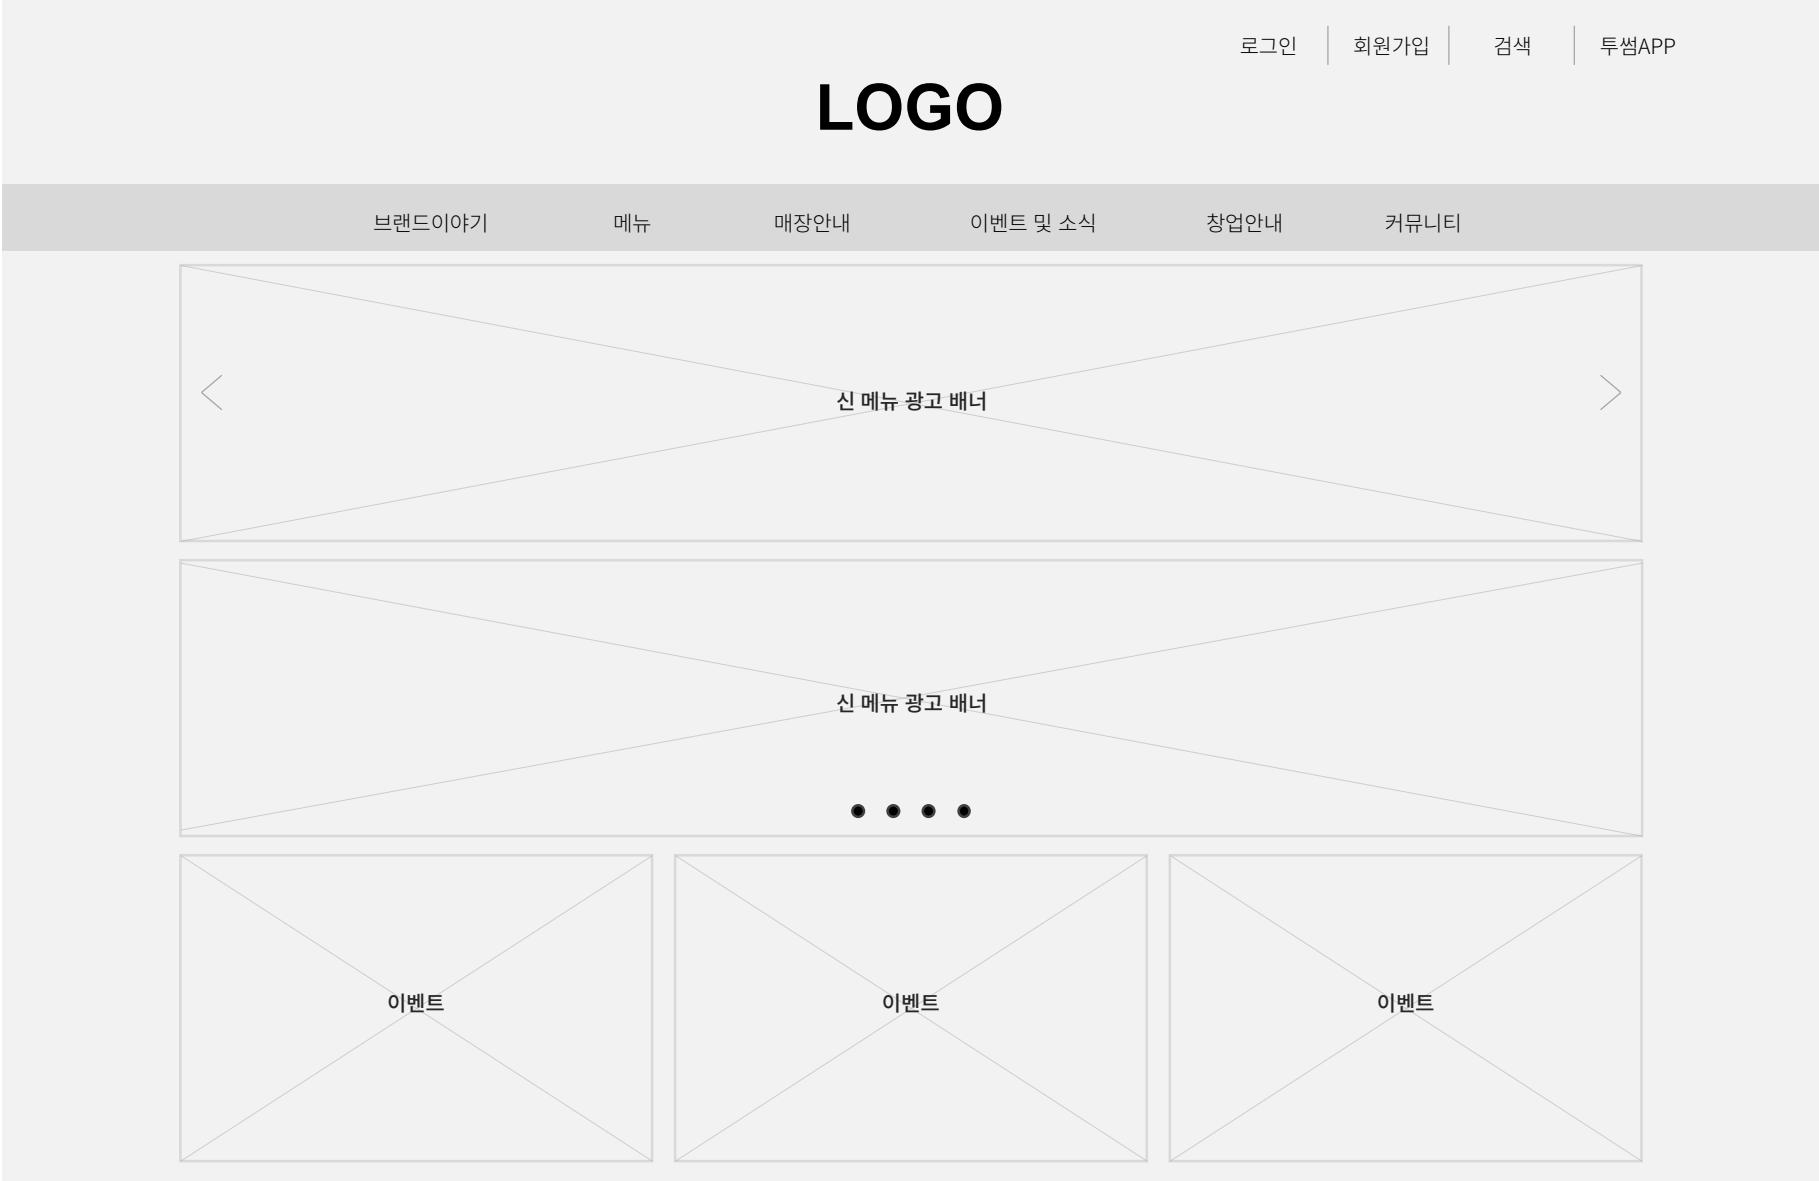 로그인 회원가입 검색 투썸APP
LOGO
브랜드이야기 메뉴 매장안내 이벤트 및 소식 창업안내 커뮤니티
신 메뉴 광고 배너
신 메뉴 광고 배너
이벤트 이벤트 이벤트